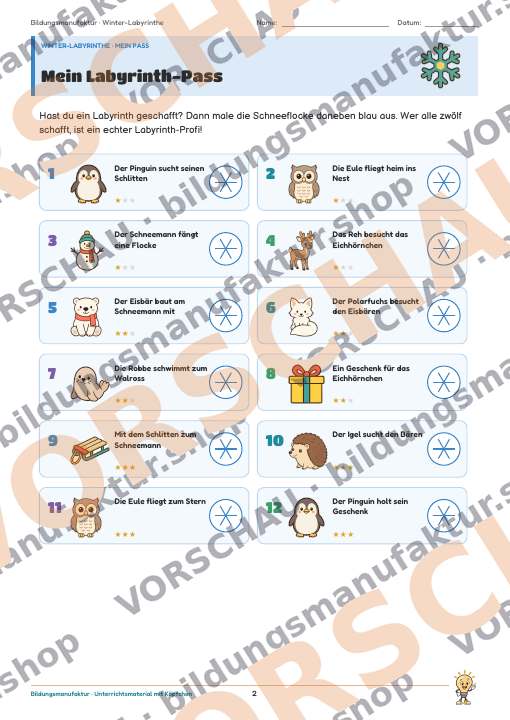 Bildungsmanufaktur · Winter-Labyrinthe Name: Datum:
WINTER-LABYRINTHE · MEIN PASS
Mein Labyrinth-Pass
Hast du ein Labyrinth geschafft? Dann male die Schneeflocke daneben blau aus. Wer alle zwölf
schafft, ist ein echter Labyrinth-Profi!
1 Der Pinguin sucht seinen
Schlitten
2 Die Eule fliegt heim ins
Nest
3 Der Schneemann fängt
eine Flocke
4 Das Reh besucht das
Eichhörnchen
5 Der Eisbär baut am
Schneemann mit
6 Der Polarfuchs besucht
den Eisbären
7 Die Robbe schwimmt zum
Walross
8 Ein Geschenk für das
Eichhörnchen
9 Mit dem Schlitten zum
Schneemann
10 Der Igel sucht den Bären
11 Die Eule fliegt zum Stern
12 Der Pinguin holt sein
Geschenk
VORSCHAU · bildungsmanufaktur.shop
VORSCHAU
Bildungsmanufaktur · Unterrichtsmaterial mit Köpfchen 2